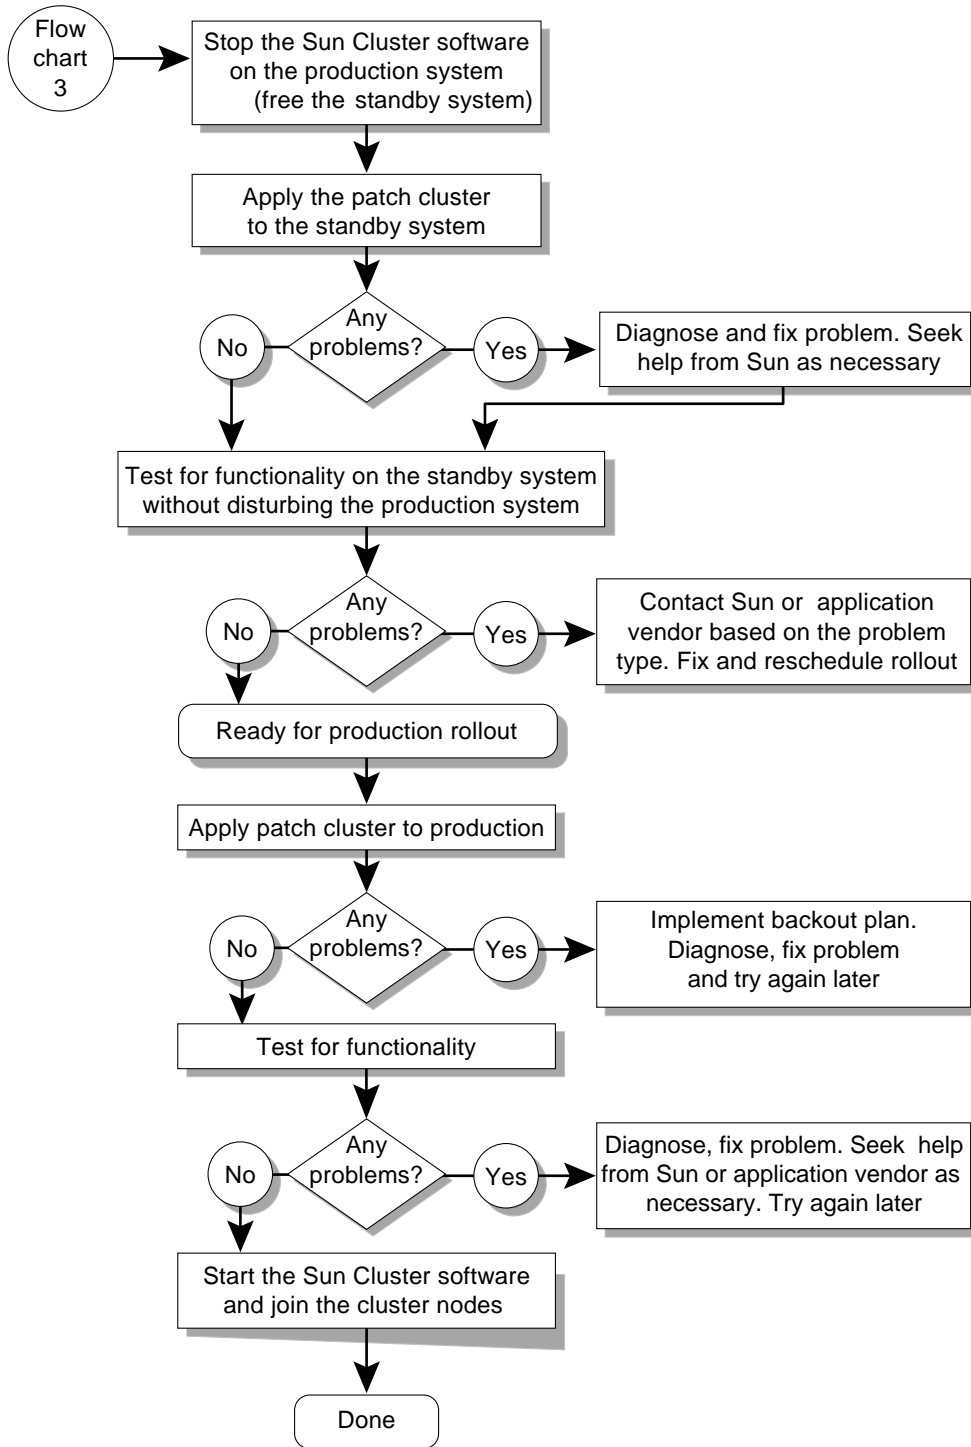 Flow
chart
3
Stop the Sun Cluster software
on the production system
(free the standby system)
Apply the patch cluster
to the standby system
Any
problems?
No
Yes
Diagnose and fix problem. Seek
help from Sun as necessary
Test for functionality on the standby system
without disturbing the production system
Any
problems?
No
Yes
Contact Sun or application
vendor based on the problem
type. Fix and reschedule rollout
Ready for production rollout
Apply patch cluster to production
Any
problems?
No
Yes
Implement backout plan.
Diagnose, fix problem
and try again later
Test for functionality
Any
problems?
No
Yes
Diagnose, fix problem. Seek help
from Sun or application vendor as
necessary. Try again later
Start the Sun Cluster software
and join the cluster nodes
Done